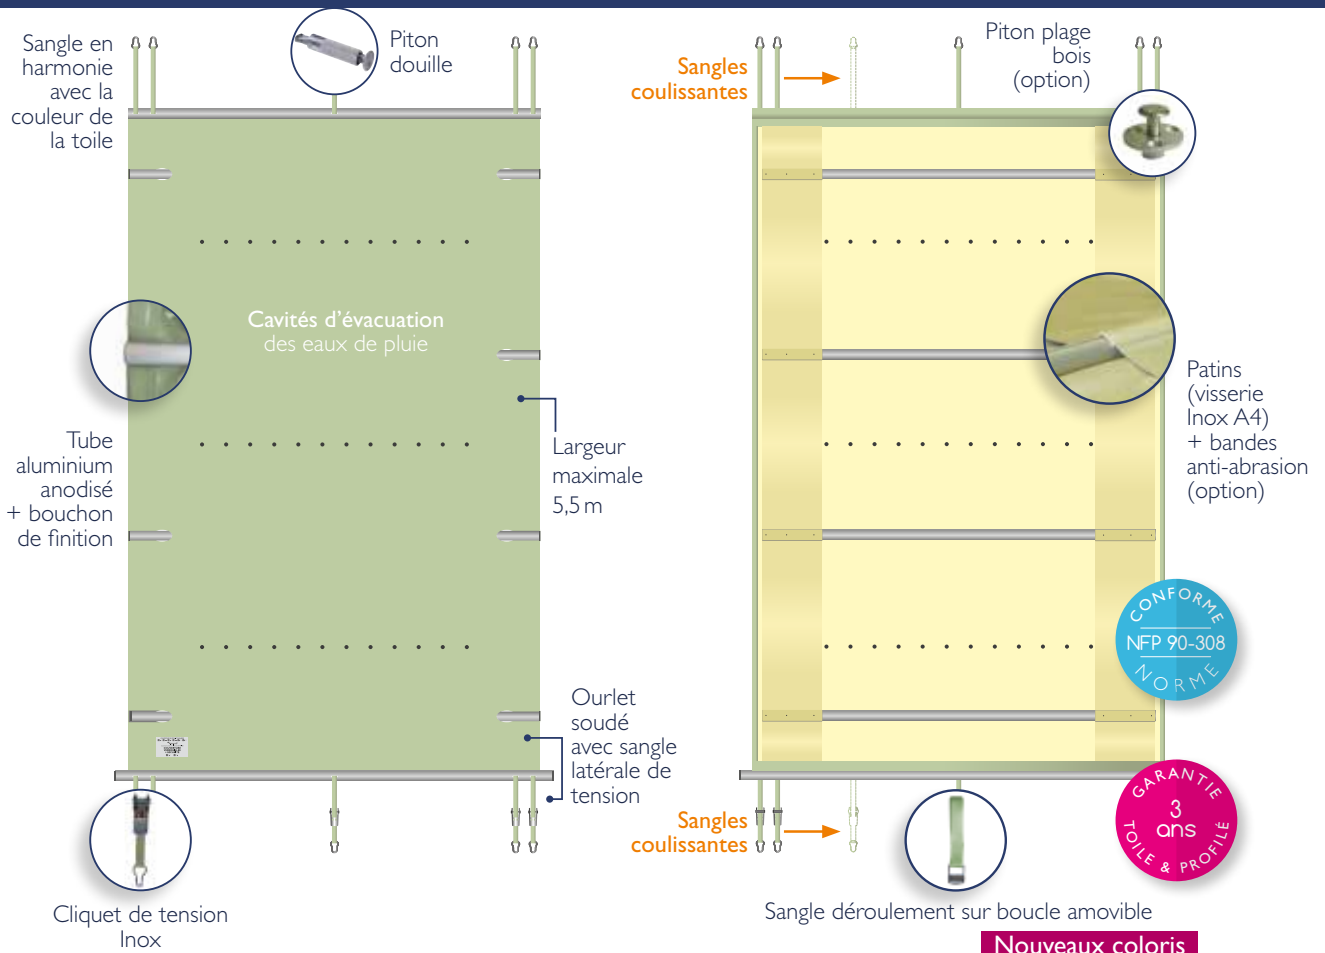 Sangle en
harmonie
avec la
couleur de
la toile
Piton
douille
Sangles
coulissantes
Piton plage
bois
(option)
Cavités d'évacuation
des eaux de pluie
Tube
aluminium
anodisé
+ bouchon
de finition
Largeur
maximale
5,5 m
Patins
(visserie
Inox A4)
+ bandes
anti-abrasion
(option)
CONFORME
NFP 90-308
NORME
Ourlet
soudé
avec sangle
latérale de
tension
Sangles
coulissantes
GARANTIE
3
ans
TOILE & PROFILÉ
Cliquet de tension
Inox
Sangle déroulement sur boucle amovible
Nouveaux coloris